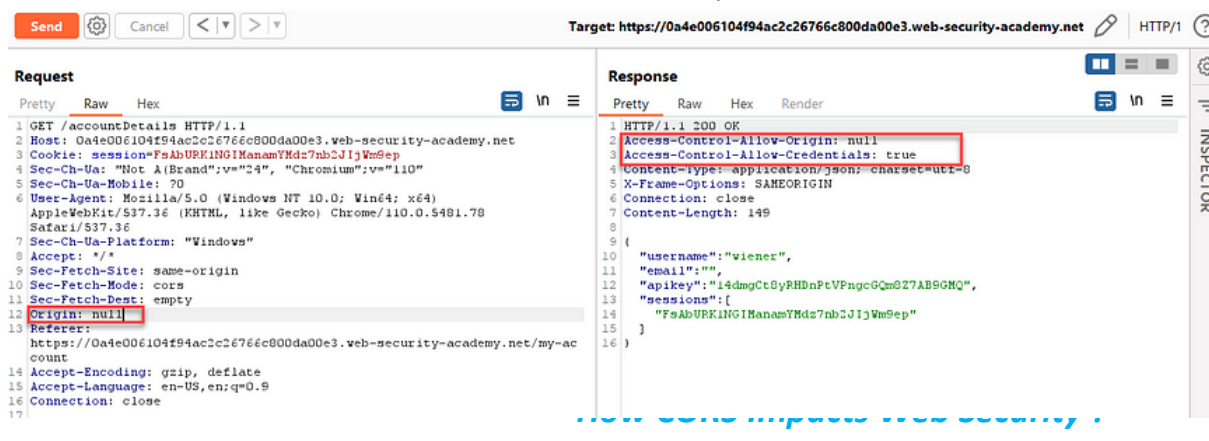 Send Cancel < | ▾ > | ▾ Target: https://0a4e006104f94ac2c26766c800da00e3.web-security-academy.net HTTP/1 ?
Request
Pretty Raw Hex \n
1 GET /accountDetails HTTP/1.1
2 Host: 0a4e006104f94ac2c26766c800da00e3.web-security-academy.net
3 Cookie: session=FsAbURKlNGIManamYMdz7nb2JIjWm9ep
4 Sec-Ch-Ua: "Not A(Brand";v="24", "Chromium";v="110"
5 Sec-Ch-Ua-Mobile: ?0
6 User-Agent: Mozilla/5.0 (Windows NT 10.0; Win64; x64)
AppleWebKit/537.36 (KHTML, like Gecko) Chrome/110.0.5481.78
Safari/537.36
7 Sec-Ch-Ua-Platform: "Windows"
8 Accept: */*
9 Sec-Fetch-Site: same-origin
10 Sec-Fetch-Mode: cors
11 Sec-Fetch-Dest: empty
12 Origin: null
13 Referer:
https://0a4e006104f94ac2c26766c800da00e3.web-security-academy.net/my-ac
count
14 Accept-Encoding: gzip, deflate
15 Accept-Language: en-US,en;q=0.9
16 Connection: close
17
Response
Pretty Raw Hex Render \n
1 HTTP/1.1 200 OK
2 Access-Control-Allow-Origin: null
3 Access-Control-Allow-Credentials: true
4 Content-Type: application/json; charset=utf-8
5 X-Frame-Options: SAMEORIGIN
6 Connection: close
7 Content-Length: 149
8
9 {
10 "username":"wiener",
11 "email":"",
12 "apikey":"14dmgCt8yRHDnPtVPngcGQm8Z7AB9GMQ",
13 "sessions":[
14 "FsAbURKlNGIManamYMdz7nb2JIjWm9ep"
15 ]
16 }
INSPECTOR
How CORS impacts Web Security ?